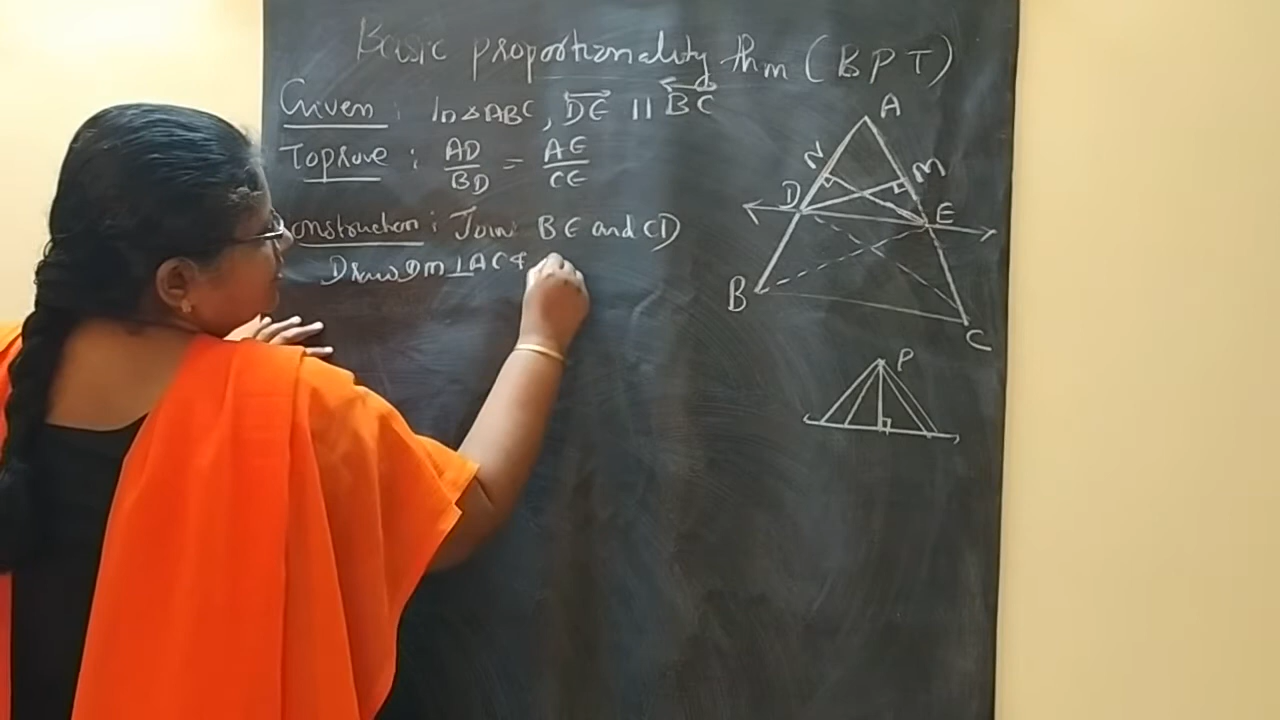 Basic proportionality thm (BPT)
Given : In △ABC, DE || BC
To prove : AD/BD = AE/CE
Construction : Join BE and CD
Draw DM ⊥ AC &
A
N
M
D
E
B
C
P